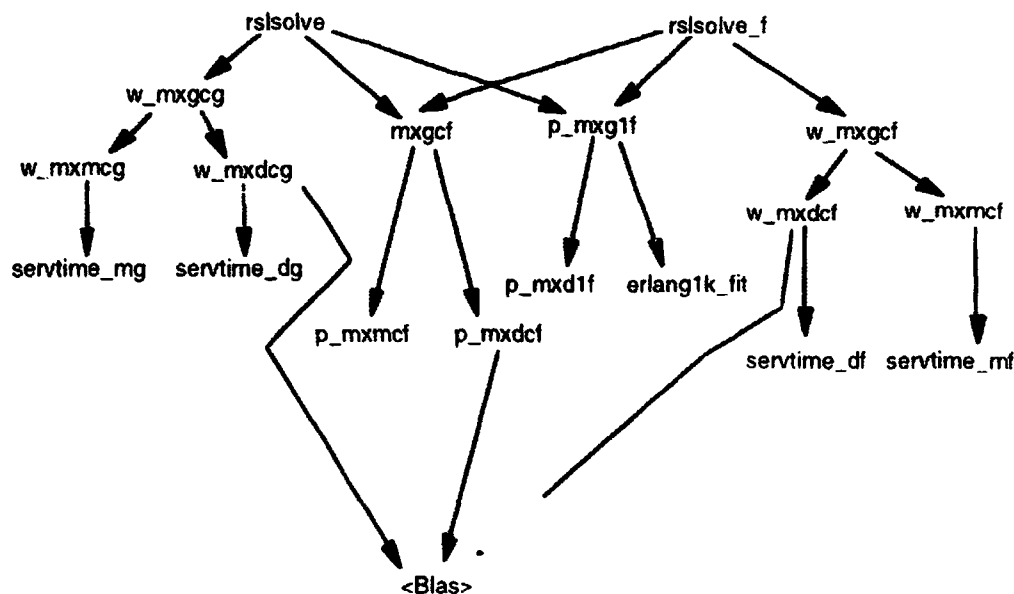 rslsolve rslsolve_f
w_mxgcg
mxgcf p_mxg1f w_mxgcf
w_mxmcg w_mxdcg
w_mxdcf w_mxmcf
servtime_mg servtime_dg
p_mxd1f erlang1k_fit
p_mxmcf p_mxdcf
servtime_df servtime_mf
<Blas>